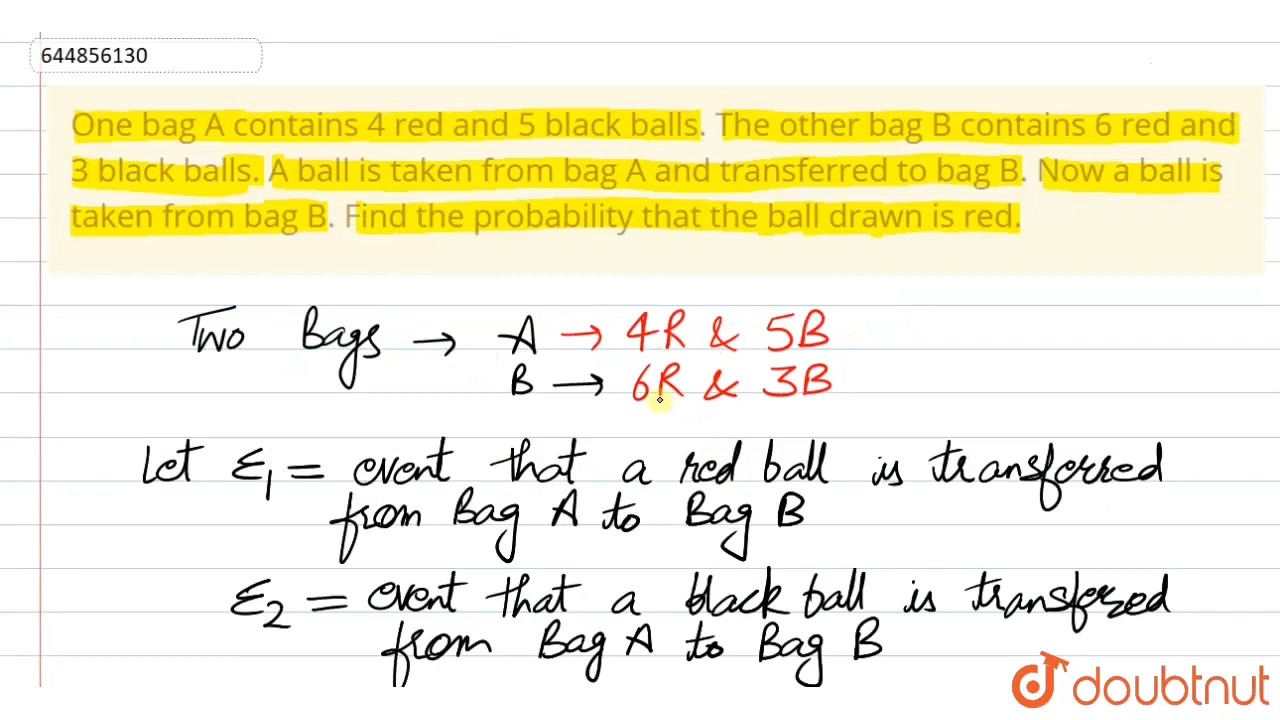 644856130
One bag A contains 4 red and 5 black balls. The other bag B contains 6 red and
3 black balls. A ball is taken from bag A and transferred to bag B. Now a ball is
taken from bag B. Find the probability that the ball drawn is red.
Two Bags → A → 4R & 5B
B → 6R & 3B
Let ε1 = event that a red ball is transferred
from Bag A to Bag B
ε2 = event that a black ball is transferred
from Bag A to Bag B
doubtnut